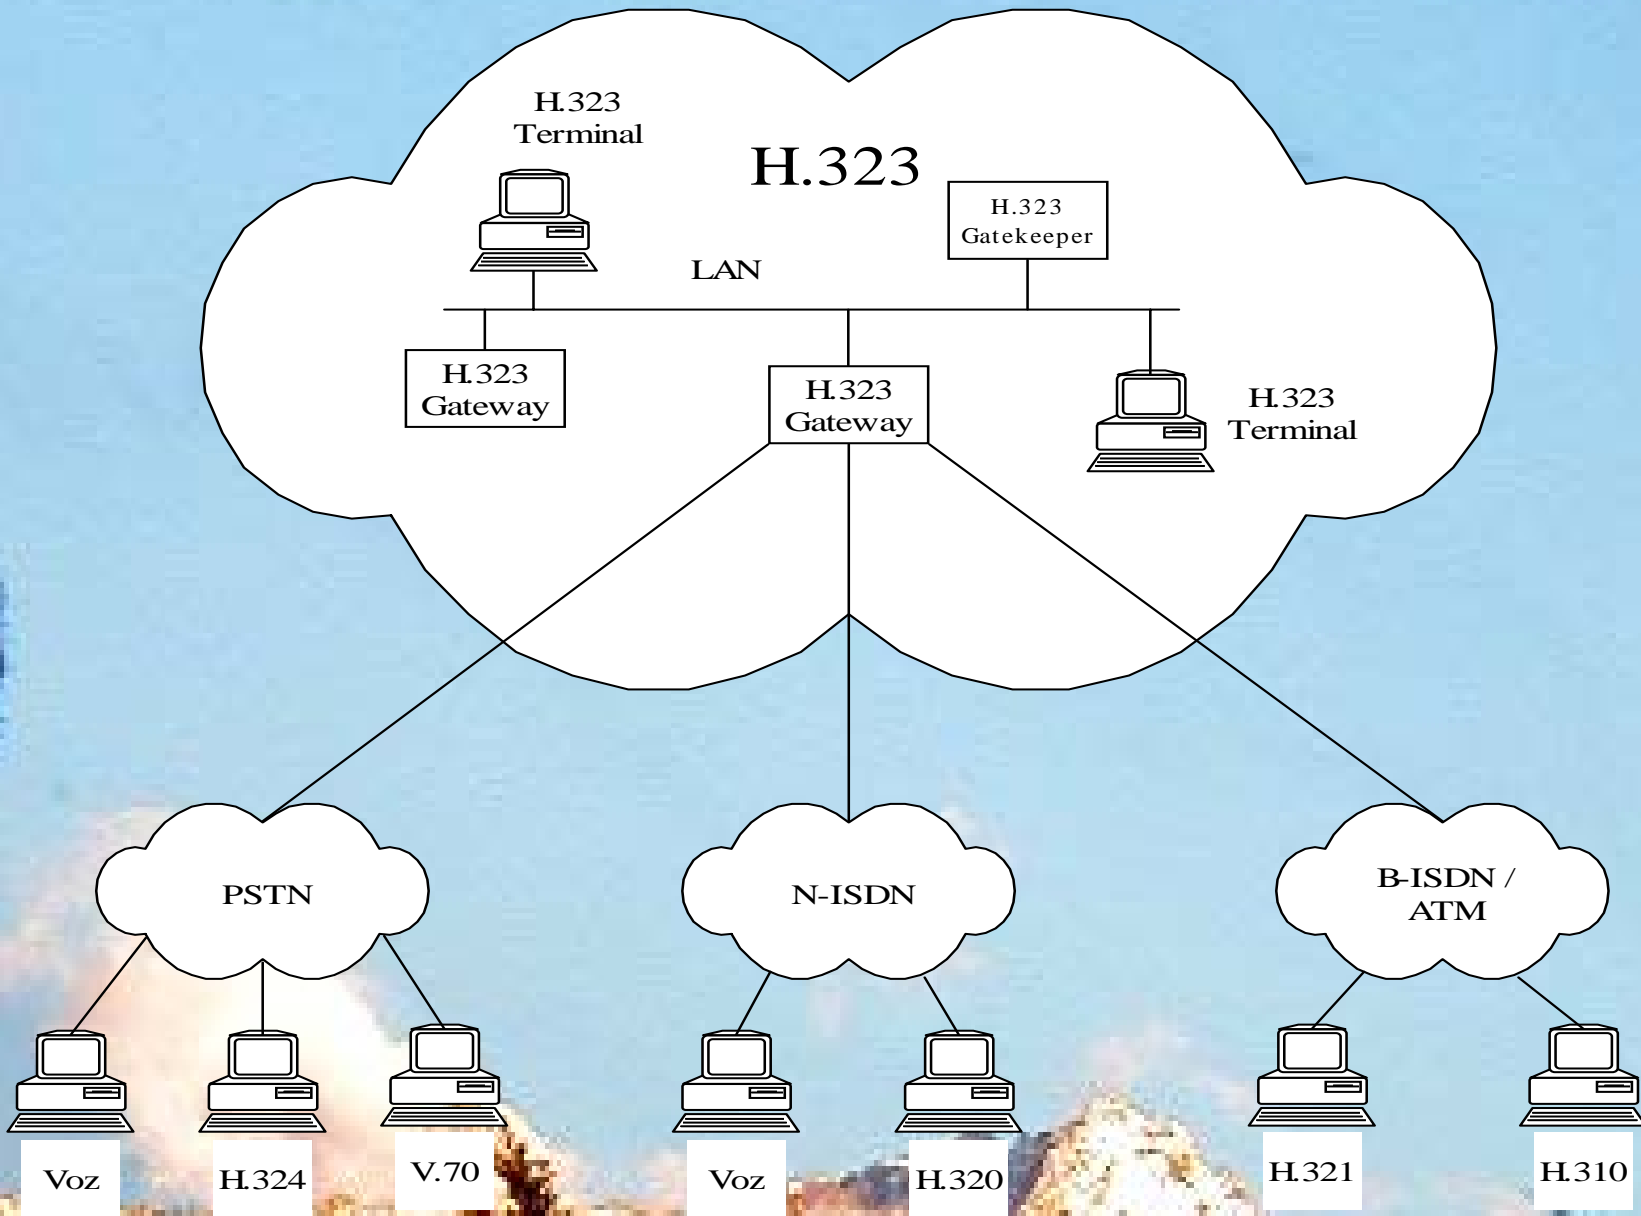 H.323
Terminal
H.323
H.323
Gatekeeper
LAN
H.323
Gateway
H.323
Gateway
H.323
Terminal
PSTN
N-ISDN
B-ISDN /
ATM
Voz
H.324
V.70
Voz
H.320
H.321
H.310